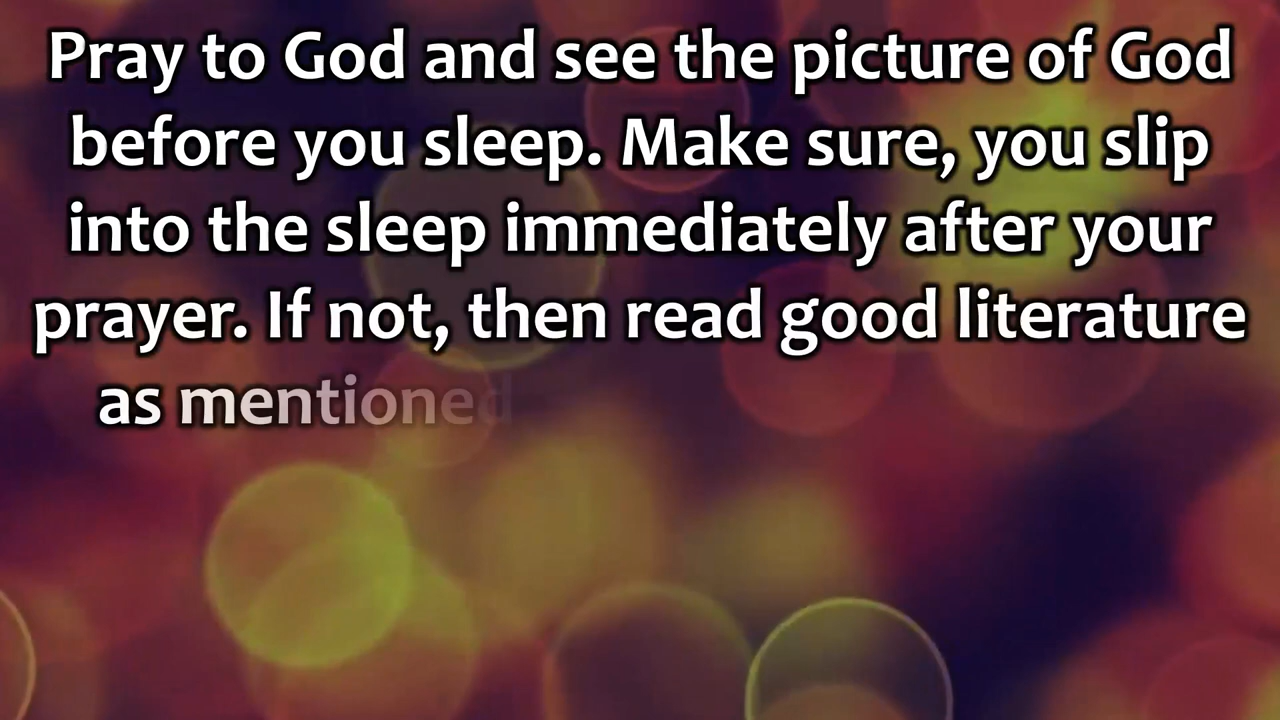 Pray to God and see the picture of God
before you sleep. Make sure, you slip
into the sleep immediately after your
prayer. If not, then read good literature
as mentioned